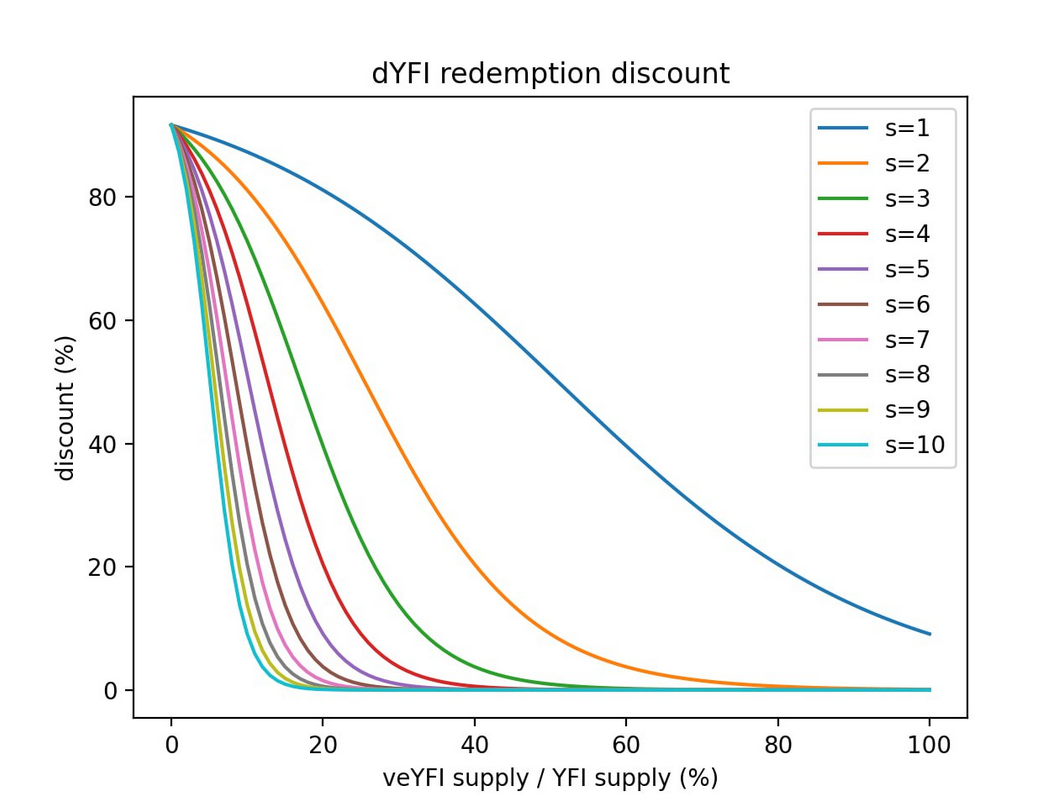 dYFI redemption discount
discount (%)
80
60
40
20
0
s=1
s=2
s=3
s=4
s=5
s=6
s=7
s=8
s=9
s=10
0 20 40 60 80 100
veYFI supply / YFI supply (%)